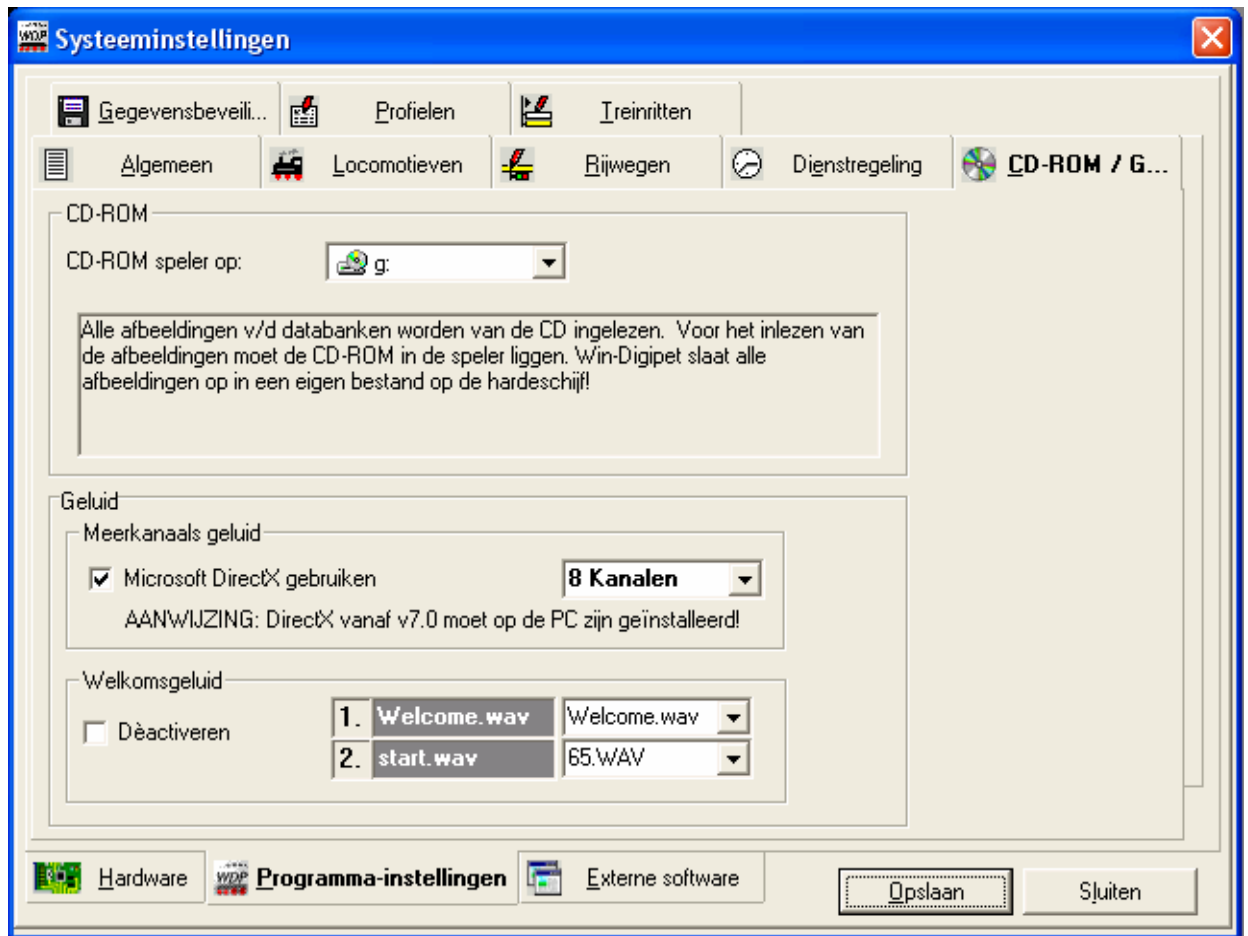 Systeeminstellingen
Gegevensbeveili... Profielen Treinritten
Algemeen Locomotieven Rijwegen Dienstregeling CD-ROM / G...
CD-ROM
CD-ROM speler op: g:
Alle afbeeldingen v/d databanken worden van de CD ingelezen. Voor het inlezen van
de afbeeldingen moet de CD-ROM in de speler liggen. Win-Digipet slaat alle
afbeeldingen op in een eigen bestand op de hardeschijf!
Geluid
Meerkanaals geluid
Microsoft DirectX gebruiken 8 Kanalen
AANWIJZING: DirectX vanaf v7.0 moet op de PC zijn geïnstalleerd!
Welkomsgeluid
Dèactiveren
1. Welcome.wav Welcome.wav
2. start.wav 65.WAV
Hardware WDP Programma-instellingen Externe software
Opslaan Sluiten